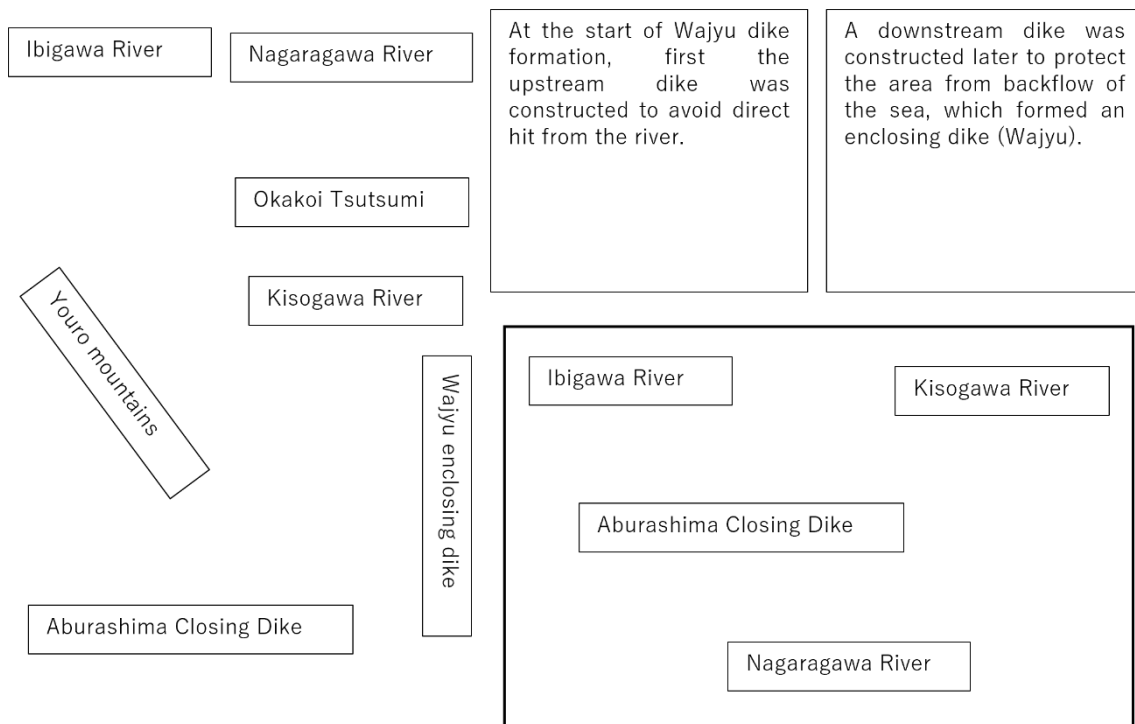 Ibigawa River
Nagaragawa River
Okakoi Tsutsumi
Kisogawa River
Youro mountains
Wajyu enclosing dike
Aburashima Closing Dike
At the start of Wajyu dike
formation, first the
upstream dike was
constructed to avoid direct
hit from the river.
A downstream dike was
constructed later to protect
the area from backflow of
the sea, which formed an
enclosing dike (Wajyu).
Ibigawa River
Kisogawa River
Aburashima Closing Dike
Nagaragawa River